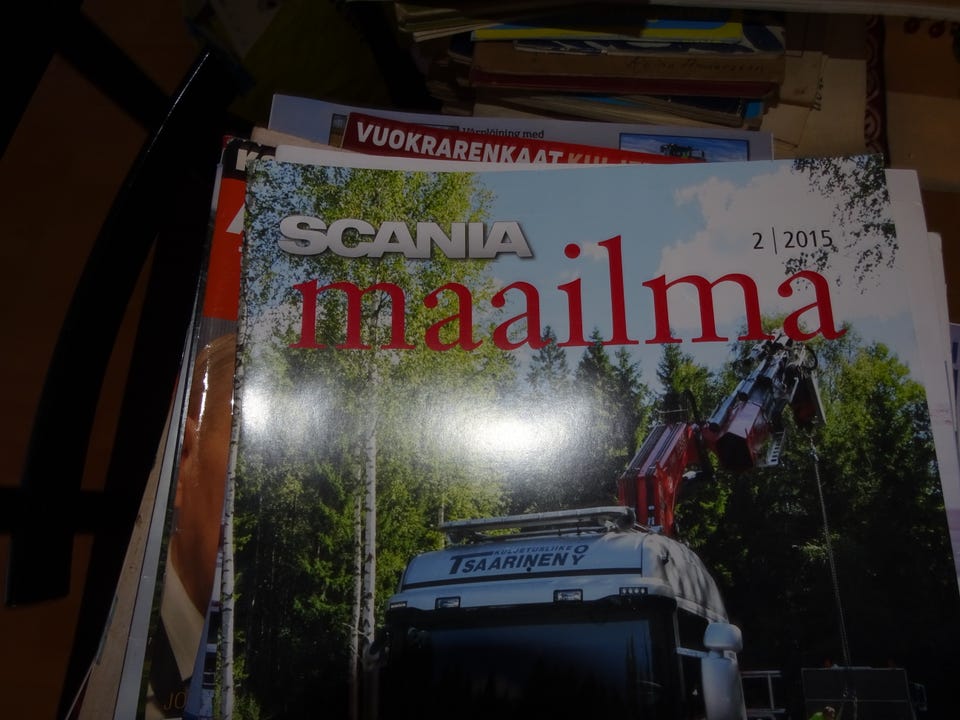 VUOKRARENKAAT
SCANIA
2 | 2015
maailma
KULJETUSLIIKE
T SAARINEN OY